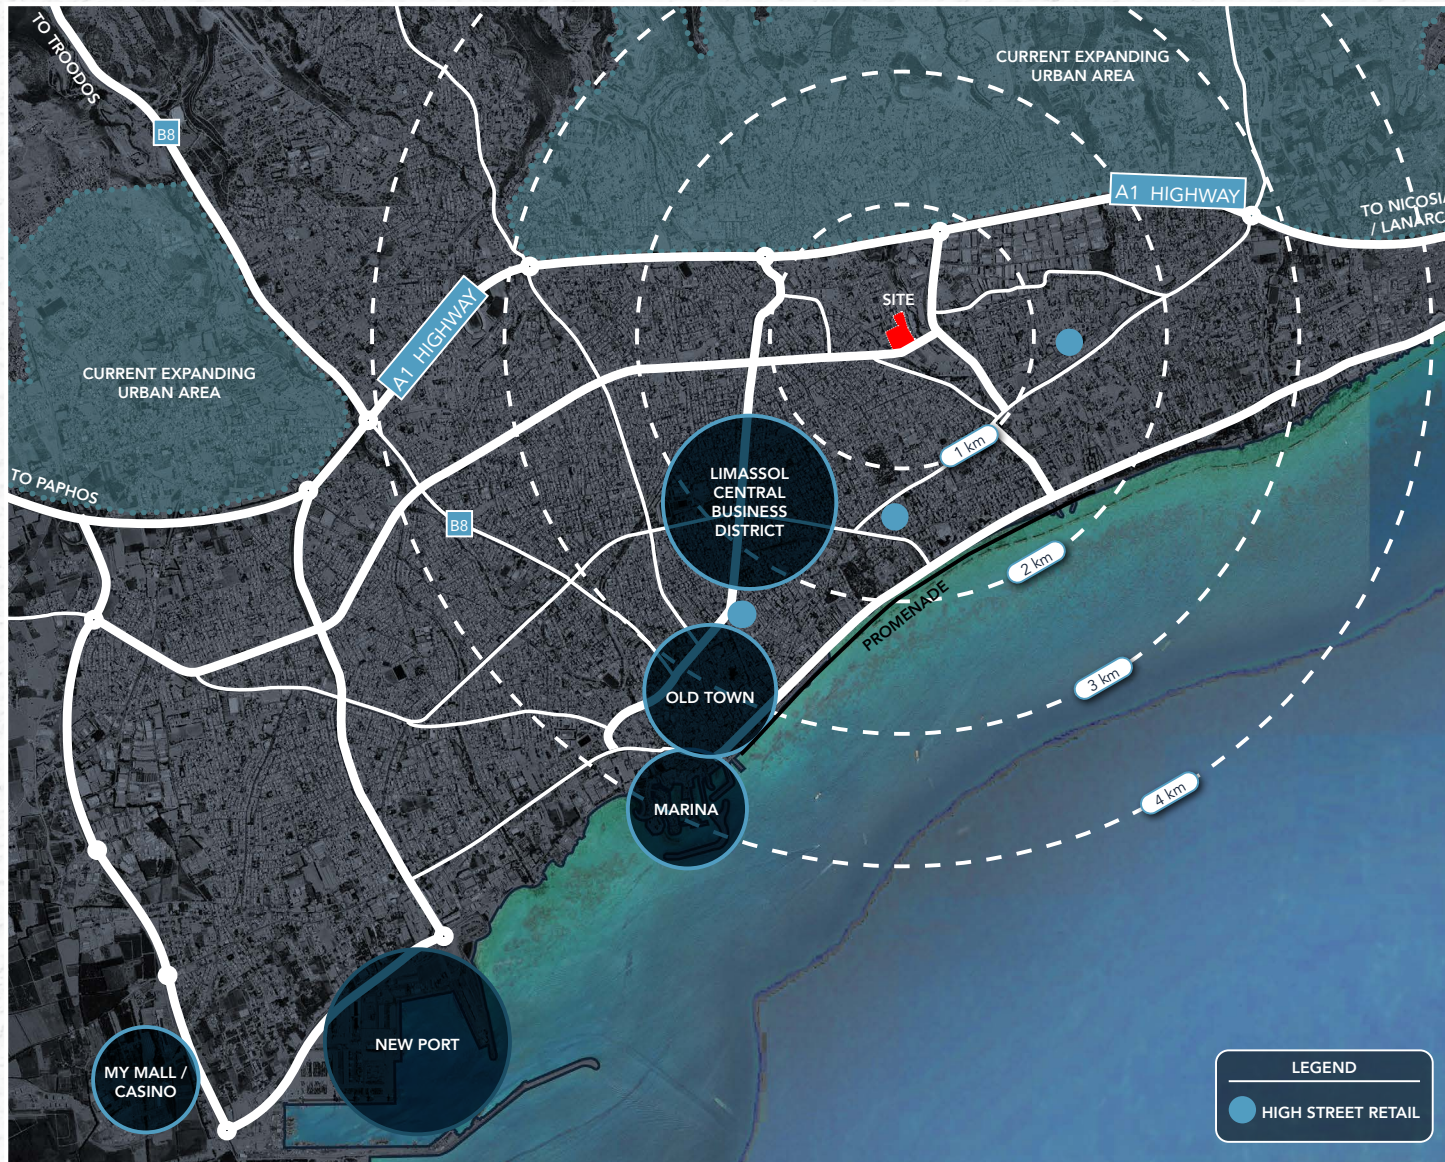 TO TROODOS
B8
CURRENT EXPANDING
URBAN AREA
A1 HIGHWAY
TO NICOSIA
/ LANARC
SITE
A1 HIGHWAY
CURRENT EXPANDING
URBAN AREA
TO PAPHOS
B8
1 km
LIMASSOL
CENTRAL
BUSINESS
DISTRICT
2 km
PROMENADE
3 km
OLD TOWN
4 km
MARINA
NEW PORT
MY MALL /
CASINO
LEGEND
HIGH STREET RETAIL